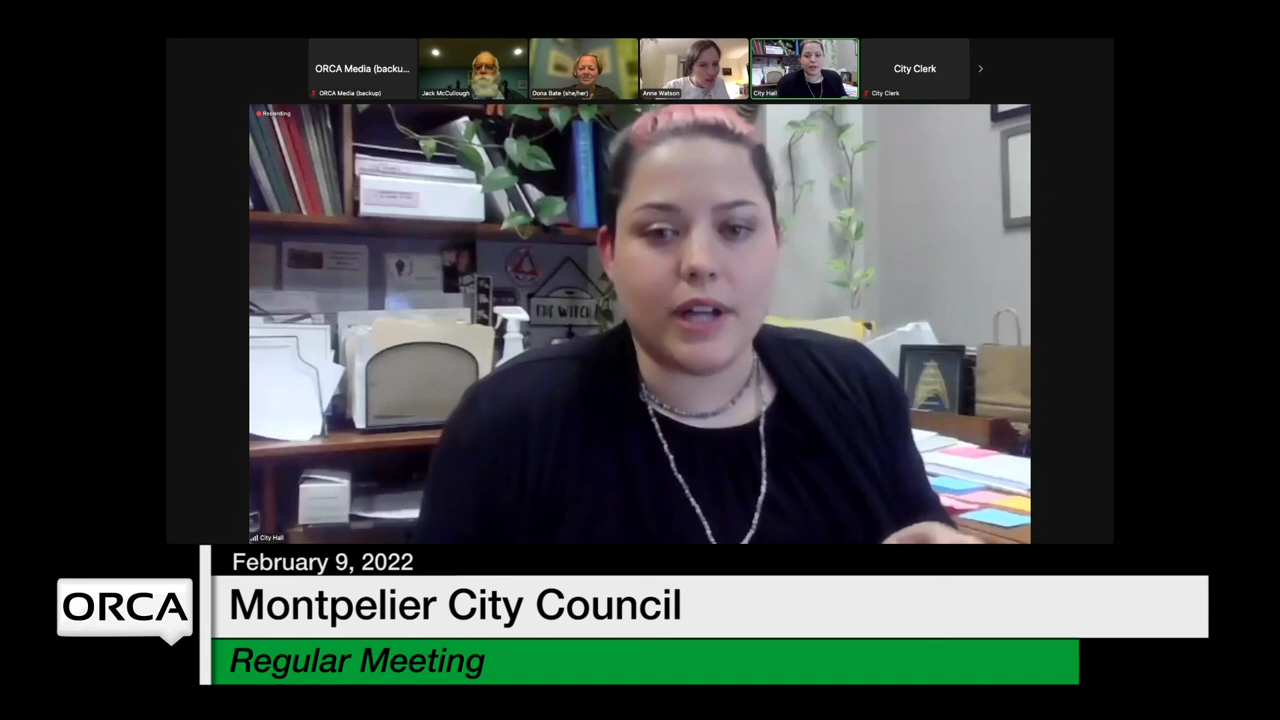 ORCA Media (backu...
City Clerk
ORCA Media (backup)
Jack McCullough
Dona Bate (she/her)
Anne Watson
City Hall
City Clerk
Recording
THE WITCH
City Hall
February 9, 2022
ORCA
Montpelier City Council
Regular Meeting